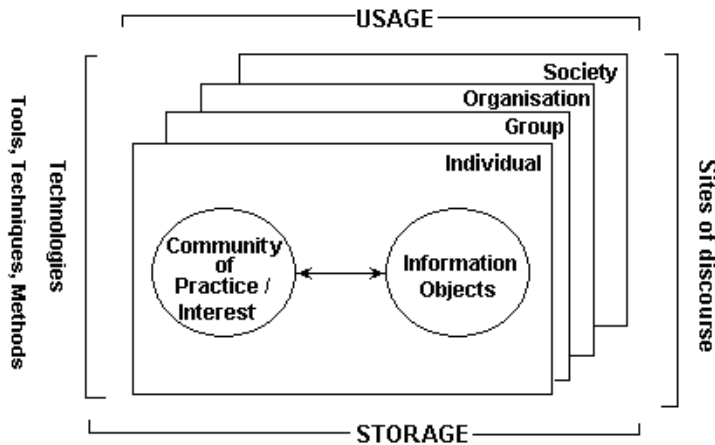 USAGE
Society
Organisation
Group
Individual
Tools, Techniques, Methods
Technologies
Community
of
Practice /
Interest
Information
Objects
Sites of discourse
STORAGE